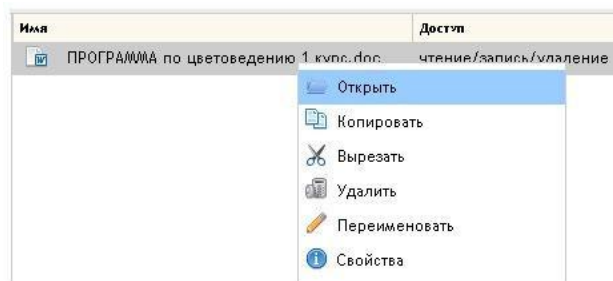 Имя Доступ
ПРОГРАММА по цветоведению 1 курс.doc чтение/запись/удаление
Открыть
Копировать
Вырезать
Удалить
Переименовать
Свойства